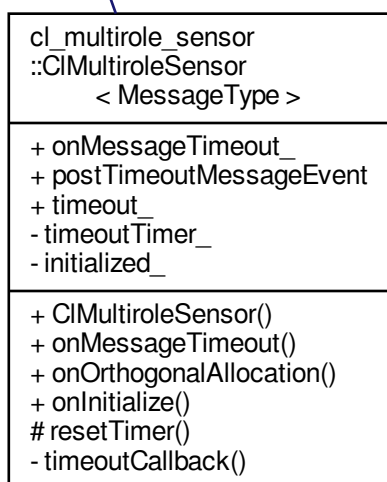 cl_multirole_sensor
::ClMultiroleSensor
< MessageType >
+ onMessageTimeout_
+ postTimeoutMessageEvent
+ timeout_
- timeoutTimer_
- initialized_
+ ClMultiroleSensor()
+ onMessageTimeout()
+ onOrthogonalAllocation()
+ onInitialize()
# resetTimer()
- timeoutCallback()